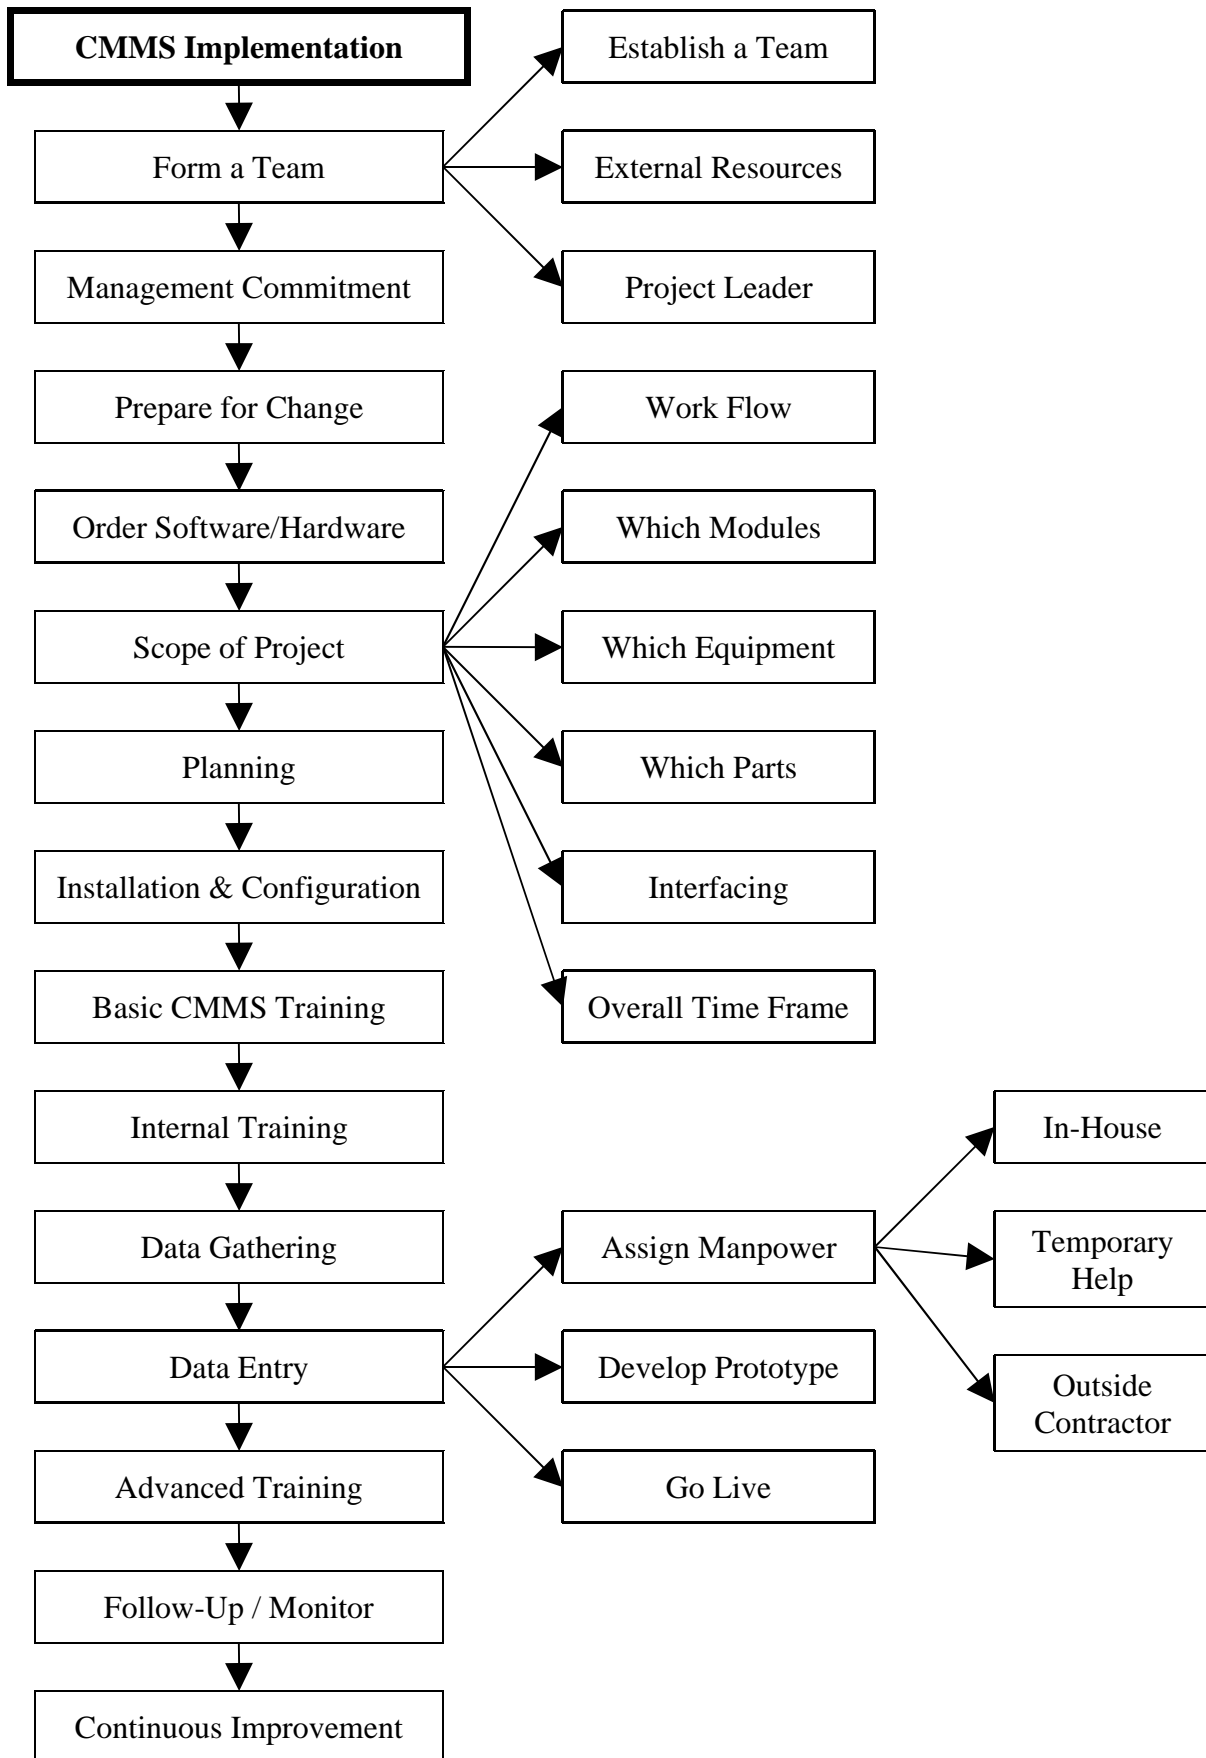 CMMS Implementation
Establish a Team
Form a Team
External Resources
Management Commitment
Project Leader
Prepare for Change
Work Flow
Order Software/Hardware
Which Modules
Scope of Project
Which Equipment
Planning
Which Parts
Installation & Configuration
Interfacing
Basic CMMS Training
Overall Time Frame
Internal Training
In-House
Data Gathering
Assign Manpower
Temporary
Help
Data Entry
Develop Prototype
Outside
Contractor
Advanced Training
Go Live
Follow-Up / Monitor
Continuous Improvement